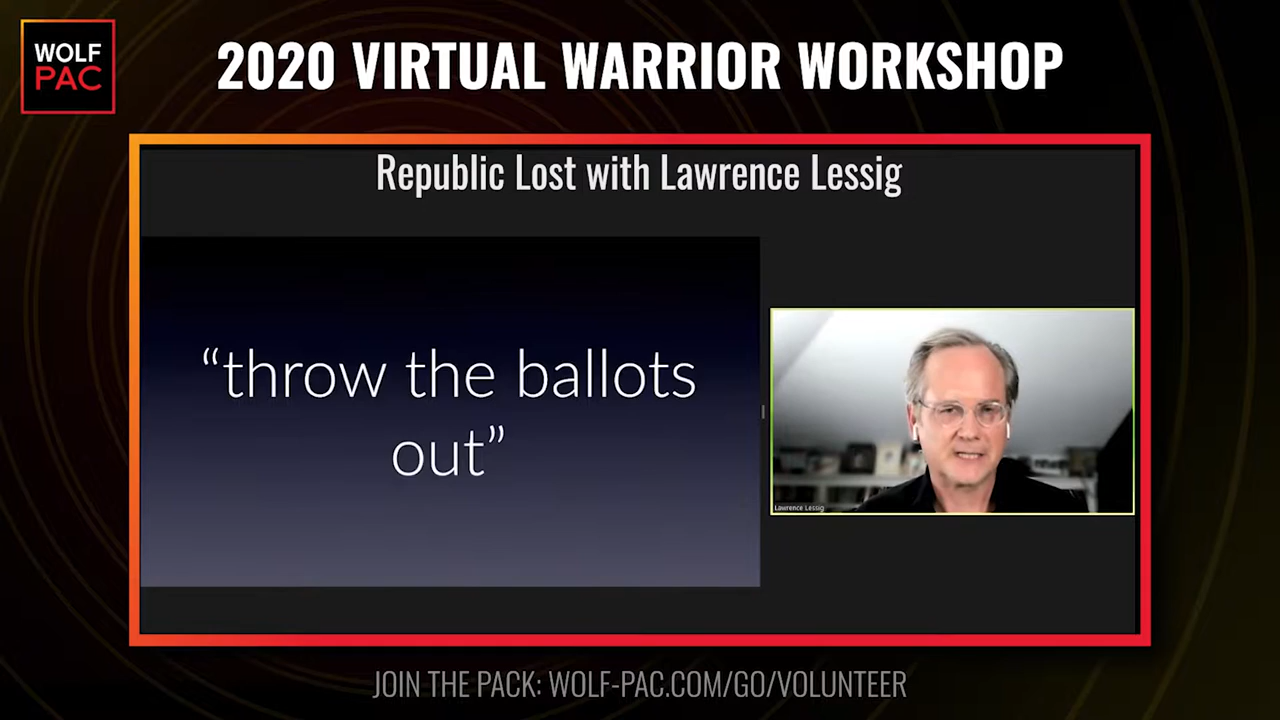 WOLF
PAC
2020 VIRTUAL WARRIOR WORKSHOP
Republic Lost with Lawrence Lessig
“throw the ballots
out”
Lawrence Lessig
JOIN THE PACK: WOLF-PAC.COM/GO/VOLUNTEER